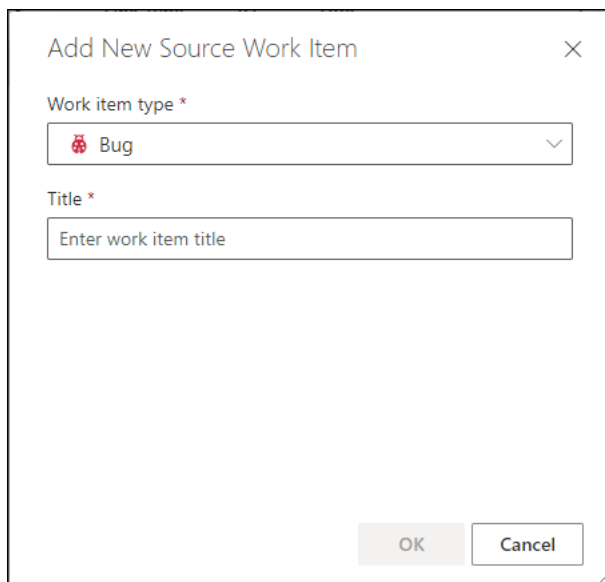 Add New Source Work Item
Work item type *
Bug
Title *
Enter work item title
OK
Cancel